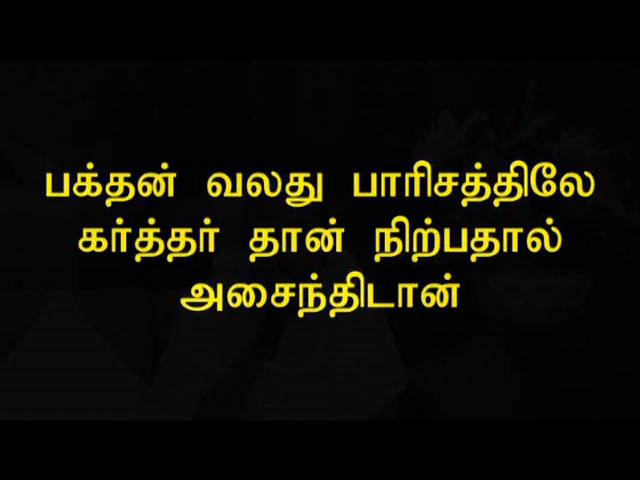 பக்தன் வலது பாரிசத்திலே
கர்த்தர் தான் நிற்பதால்
அசைந்திடான்